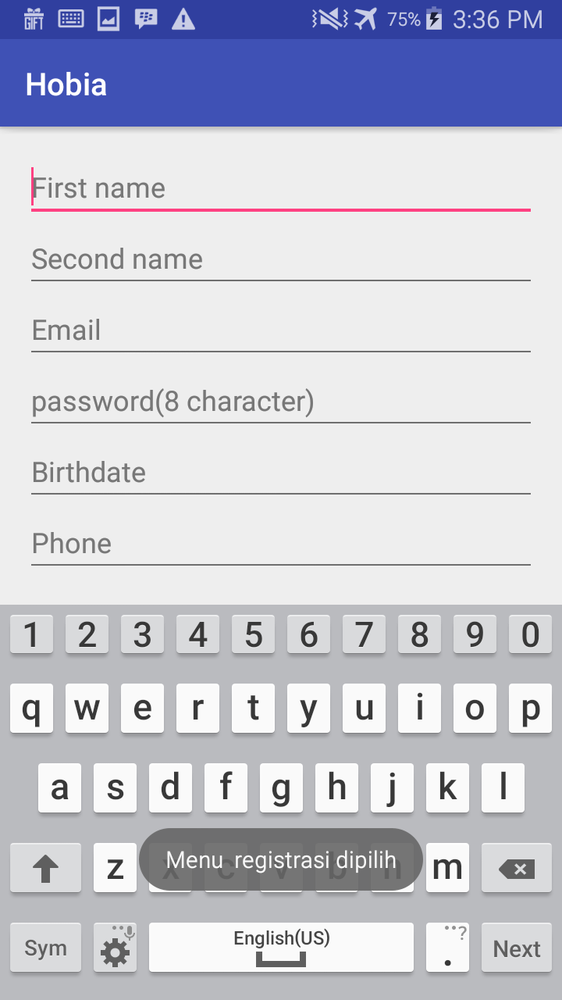 GIFT 75% 3:36 PM
Hobia
First name
Second name
Email
password(8 character)
Birthdate
Phone
1 2 3 4 5 6 7 8 9 0
q w e r t y u i o p
a s d f g h j k l
z x c v b n m
Menu registrasi dipilih
Sym English(US) . ? Next